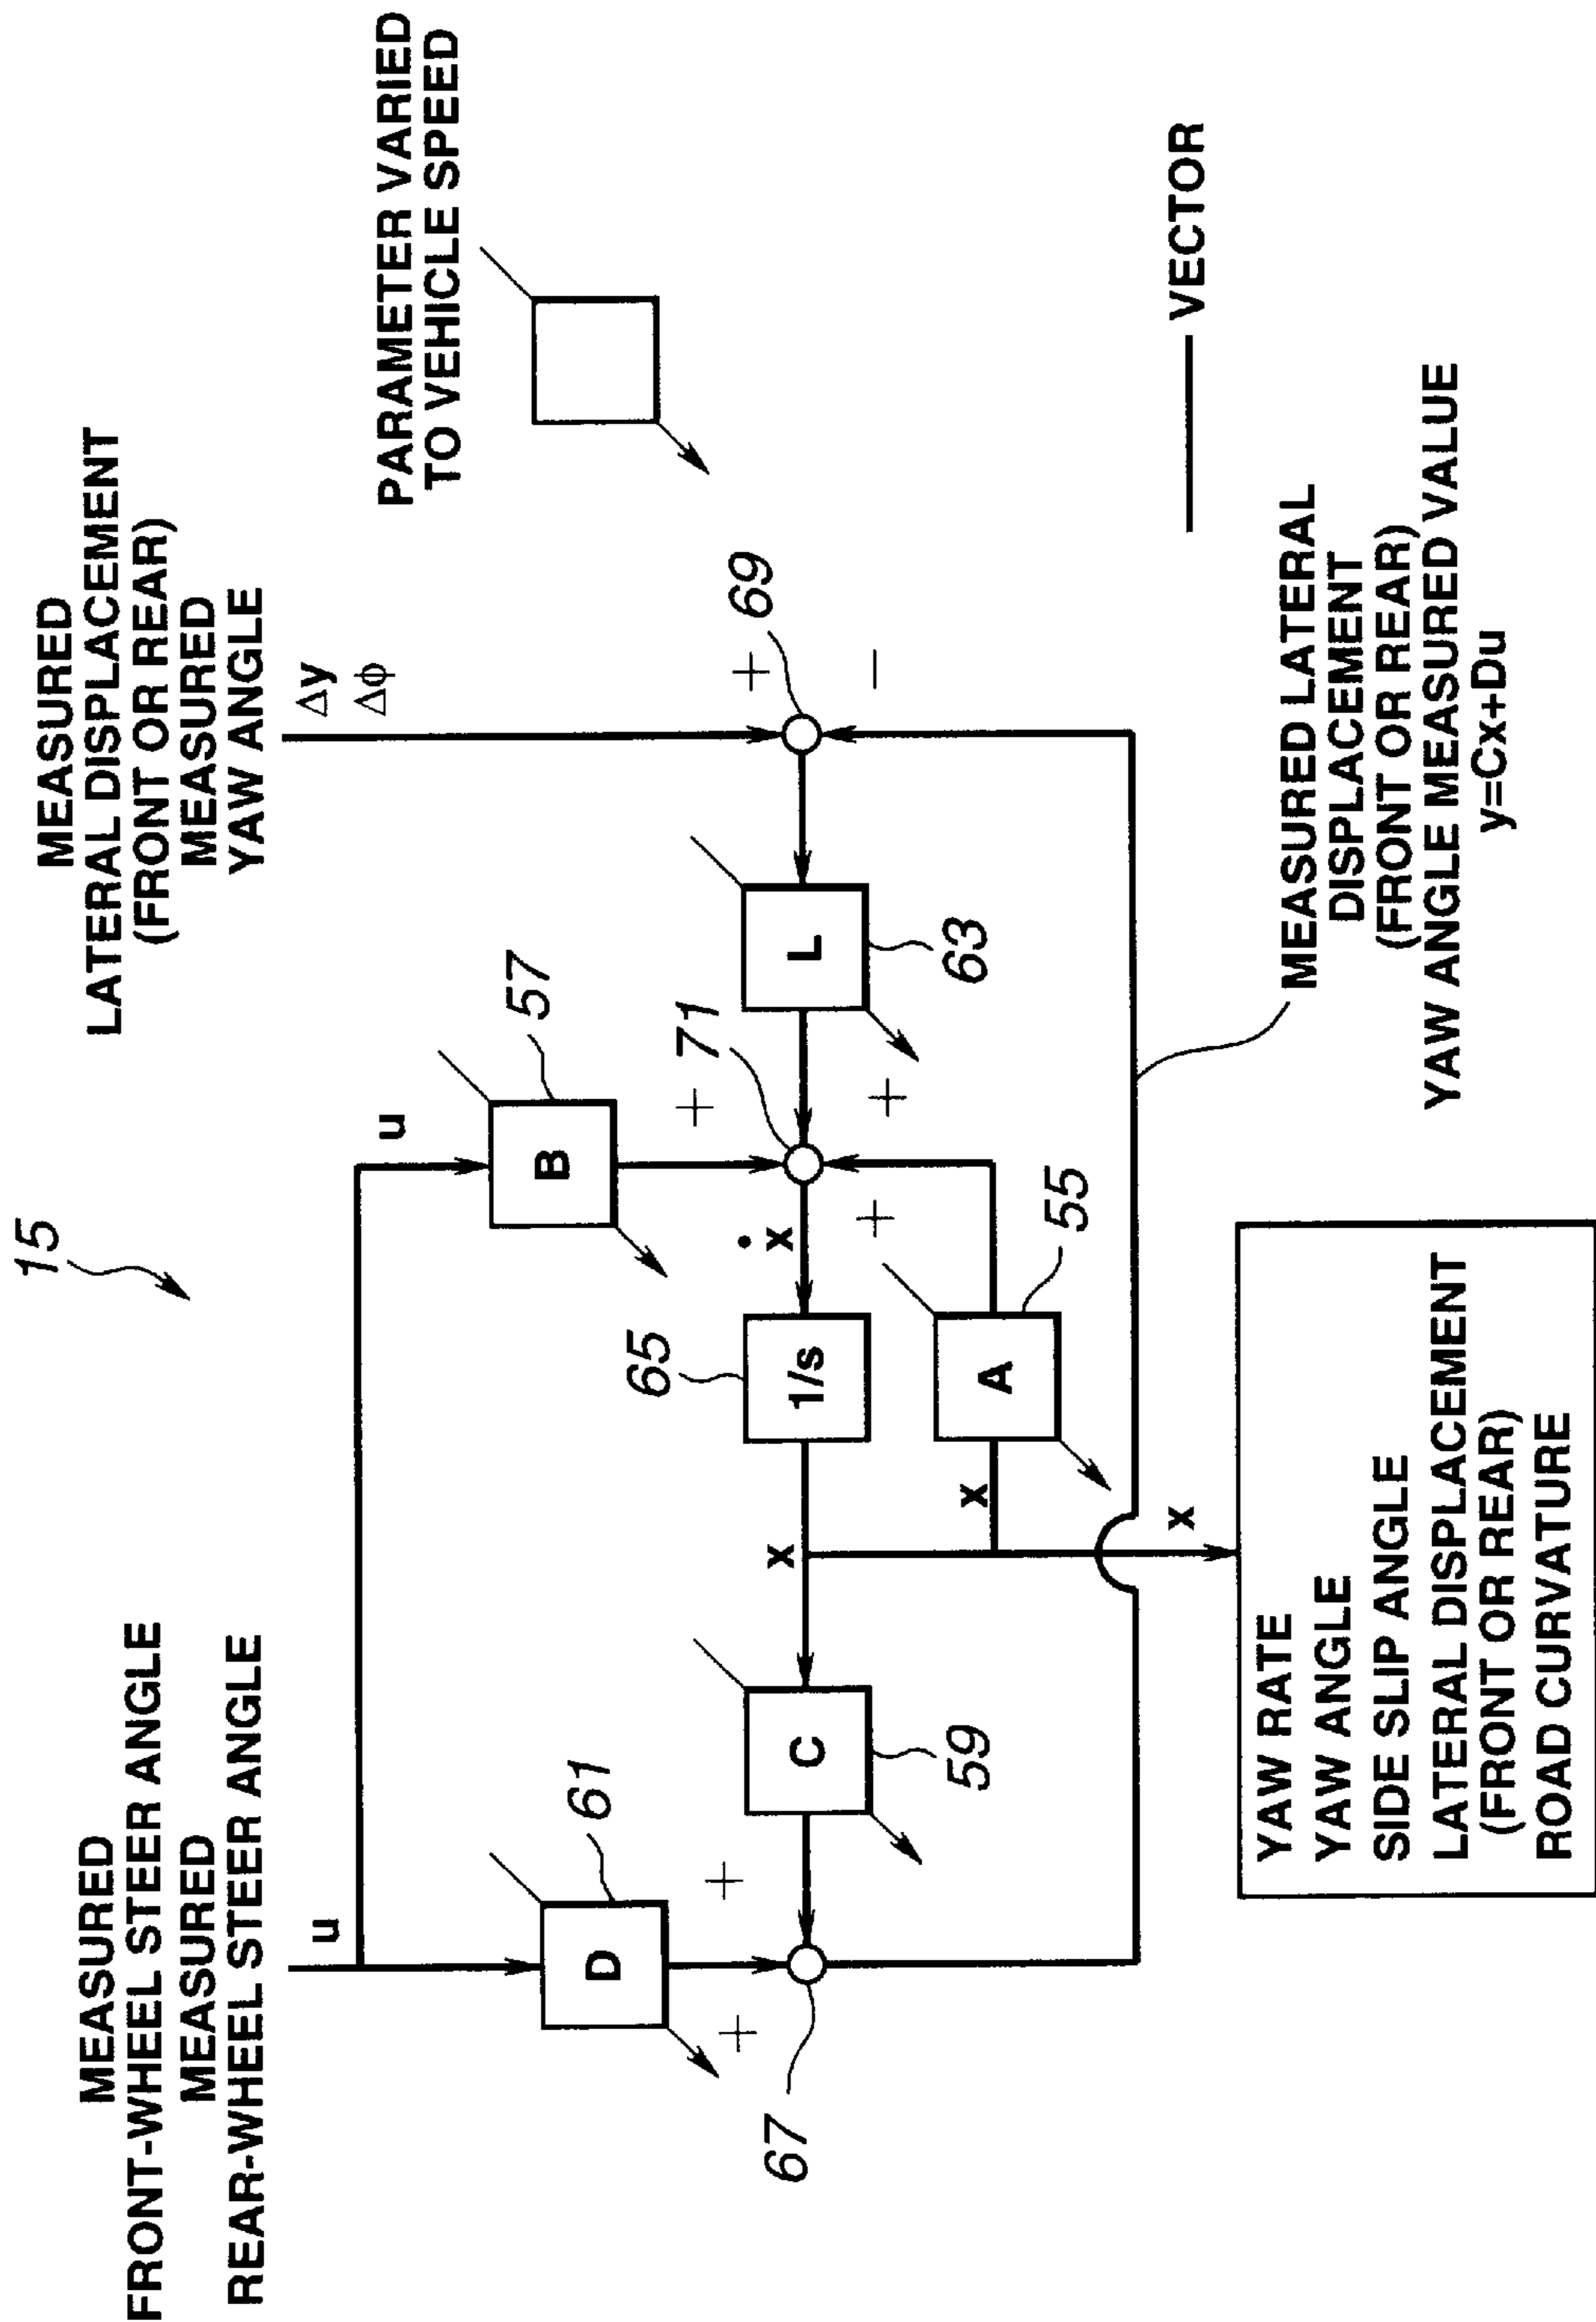 15
MEASURED
FRONT-WHEEL STEER ANGLE
MEASURED
REAR-WHEEL STEER ANGLE
MEASURED
LATERAL DISPLACEMENT
(FRONT OR REAR)
MEASURED
YAW ANGLE
u
u
Δy
Δϕ
PARAMETER VARIED
TO VEHICLE SPEED
D
61
B
57
+
+
67
C
59
x
65
1/s
ẋ
71
+
+
+
L
63
69
+
−
x
A
55
x
VECTOR
YAW RATE
YAW ANGLE
SIDE SLIP ANGLE
LATERAL DISPLACEMENT
(FRONT OR REAR)
ROAD CURVATURE
MEASURED LATERAL
DISPLACEMENT
(FRONT OR REAR)
YAW ANGLE MEASURED VALUE
y=Cx+Du